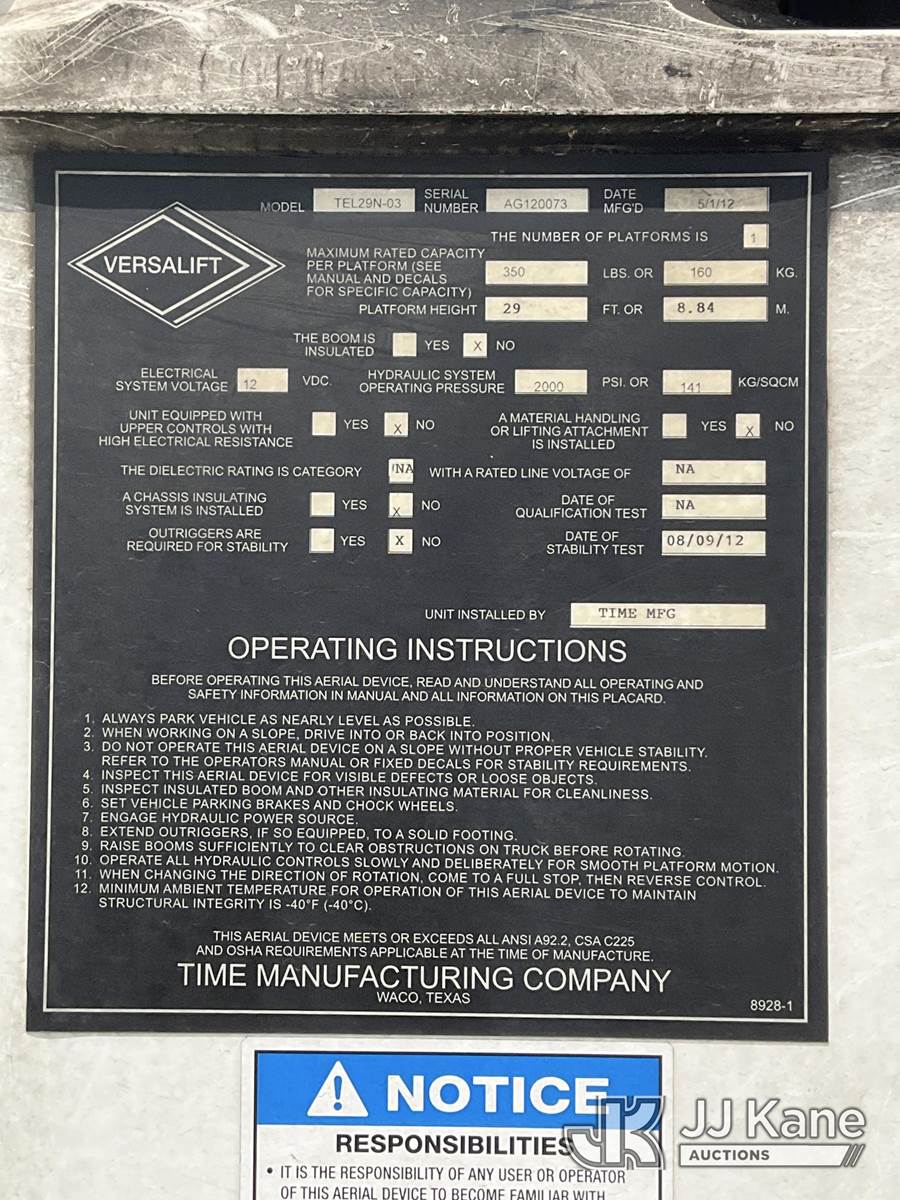 MODEL TEL29N-03 SERIAL NUMBER AG120073 DATE MFG'D 5/1/12
THE NUMBER OF PLATFORMS IS 1
VERSALIFT
MAXIMUM RATED CAPACITY
PER PLATFORM (SEE
MANUAL AND DECALS
FOR SPECIFIC CAPACITY) 350 LBS. OR 160 KG.
PLATFORM HEIGHT 29 FT. OR 8.84 M.
THE BOOM IS
INSULATED YES X NO
ELECTRICAL
SYSTEM VOLTAGE 12 VDC.
HYDRAULIC SYSTEM
OPERATING PRESSURE 2000 PSI. OR 141 KG/SQCM
UNIT EQUIPPED WITH
UPPER CONTROLS WITH
HIGH ELECTRICAL RESISTANCE YES X NO
A MATERIAL HANDLING
OR LIFTING ATTACHMENT
IS INSTALLED YES X NO
THE DIELECTRIC RATING IS CATEGORY NA WITH A RATED LINE VOLTAGE OF NA
A CHASSIS INSULATING
SYSTEM IS INSTALLED YES X NO
DATE OF
QUALIFICATION TEST NA
OUTRIGGERS ARE
REQUIRED FOR STABILITY YES X NO
DATE OF
STABILITY TEST 08/09/12
UNIT INSTALLED BY TIME MFG
OPERATING INSTRUCTIONS
BEFORE OPERATING THIS AERIAL DEVICE, READ AND UNDERSTAND ALL OPERATING AND
SAFETY INFORMATION IN MANUAL AND ALL INFORMATION ON THIS PLACARD.
1. ALWAYS PARK VEHICLE AS NEARLY LEVEL AS POSSIBLE.
2. WHEN WORKING ON A SLOPE, DRIVE INTO OR BACK INTO POSITION.
3. DO NOT OPERATE THIS AERIAL DEVICE ON A SLOPE WITHOUT PROPER VEHICLE STABILITY.
REFER TO THE OPERATORS MANUAL OR FIXED DECALS FOR STABILITY REQUIREMENTS.
4. INSPECT THIS AERIAL DEVICE FOR VISIBLE DEFECTS OR LOOSE OBJECTS.
5. INSPECT INSULATED BOOM AND OTHER INSULATING MATERIAL FOR CLEANLINESS.
6. SET VEHICLE PARKING BRAKES AND CHOCK WHEELS.
7. ENGAGE HYDRAULIC POWER SOURCE.
8. EXTEND OUTRIGGERS, IF SO EQUIPPED, TO A SOLID FOOTING.
9. RAISE BOOMS SUFFICIENTLY TO CLEAR OBSTRUCTIONS ON TRUCK BEFORE ROTATING.
10. OPERATE ALL HYDRAULIC CONTROLS SLOWLY AND DELIBERATELY FOR SMOOTH PLATFORM MOTION.
11. WHEN CHANGING THE DIRECTION OF ROTATION, COME TO A FULL STOP, THEN REVERSE CONTROL.
12. MINIMUM AMBIENT TEMPERATURE FOR OPERATION OF THIS AERIAL DEVICE TO MAINTAIN
STRUCTURAL INTEGRITY IS -40°F (-40°C).
THIS AERIAL DEVICE MEETS OR EXCEEDS ALL ANSI A92.2, CSA C225
AND OSHA REQUIREMENTS APPLICABLE AT THE TIME OF MANUFACTURE.
TIME MANUFACTURING COMPANY
WACO, TEXAS
8928-1
NOTICE
RESPONSIBILITIES
• IT IS THE RESPONSIBILITY OF ANY USER OR OPERATOR
OF THIS AERIAL DEVICE TO BECOME FAMILIAR WITH
JK JJ Kane
AUCTIONS